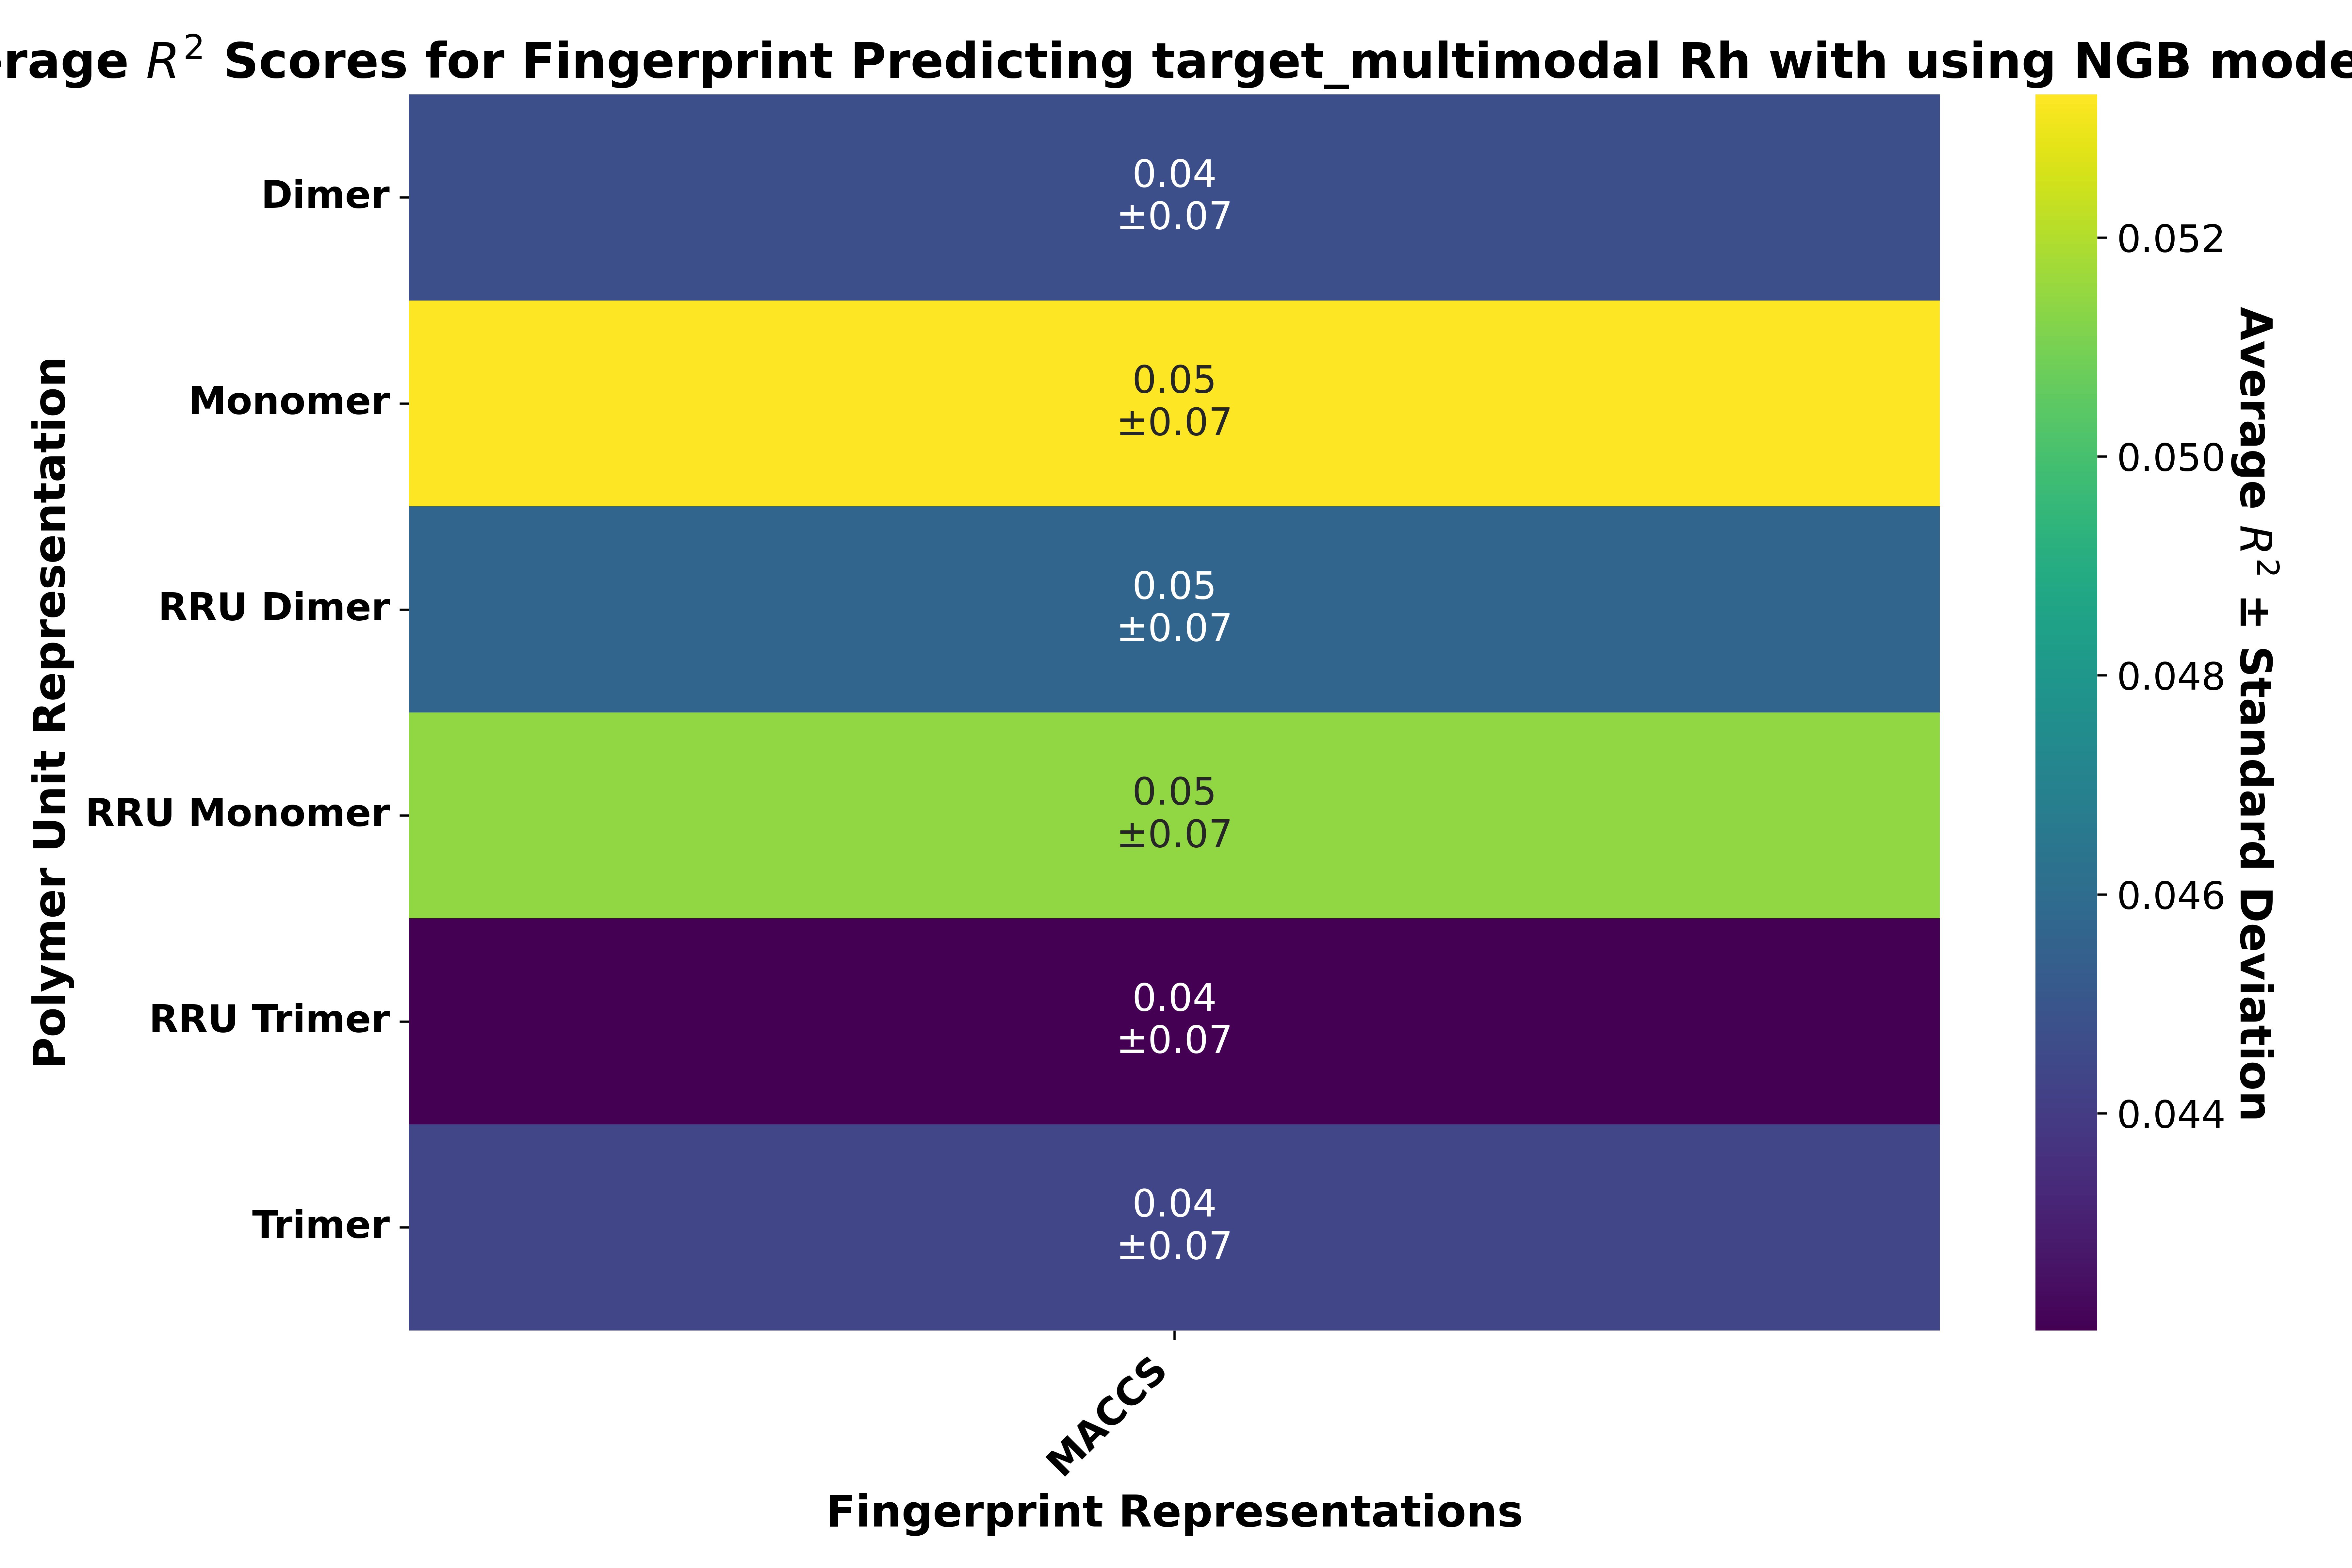 rage R² Scores for Fingerprint Predicting target_multimodal Rh with using NGB mode
Polymer Unit Representation
Dimer
0.04
±0.07
Monomer
0.05
±0.07
RRU Dimer
0.05
±0.07
RRU Monomer
0.05
±0.07
RRU Trimer
0.04
±0.07
Trimer
0.04
±0.07
MACCS
Fingerprint Representations
0.052
0.050
0.048
0.046
0.044
Average R² ± Standard Deviation